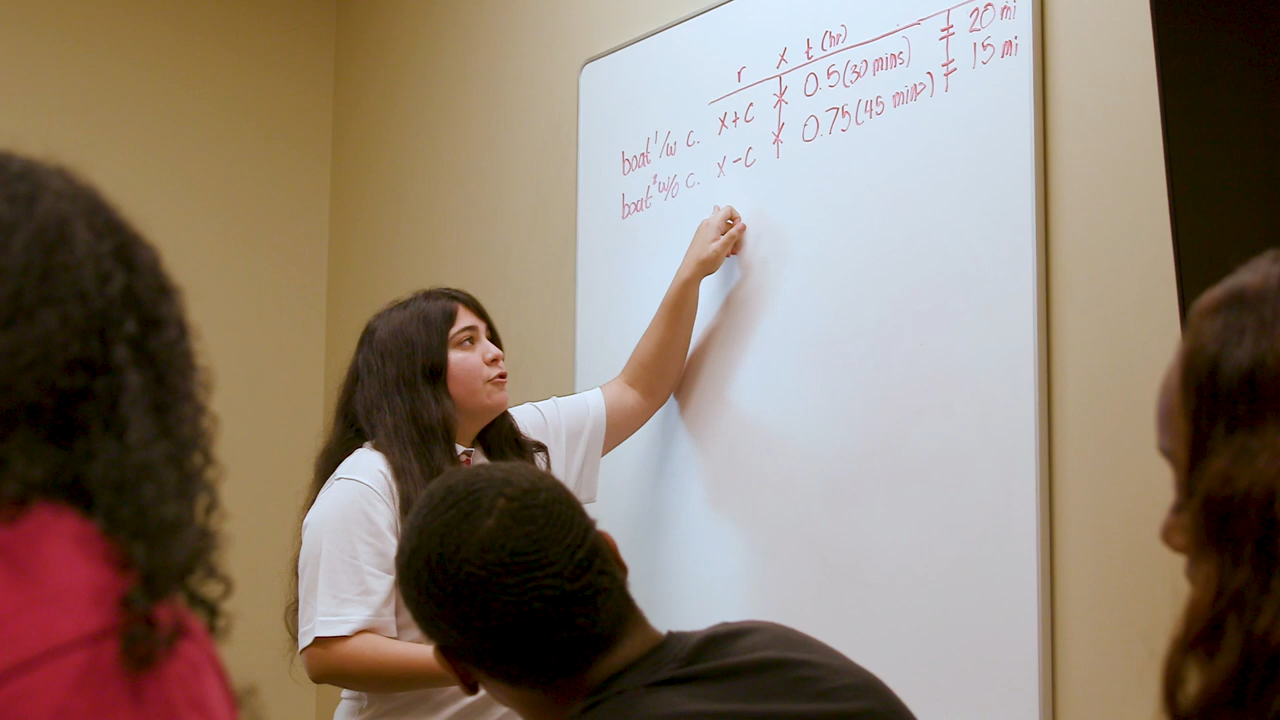 r x t (hr)
boat¹/w c. x+c x 0.5 (30 mins) = 20 mi
boat² w/o c. x-c x 0.75 (45 mins) = 15 mi